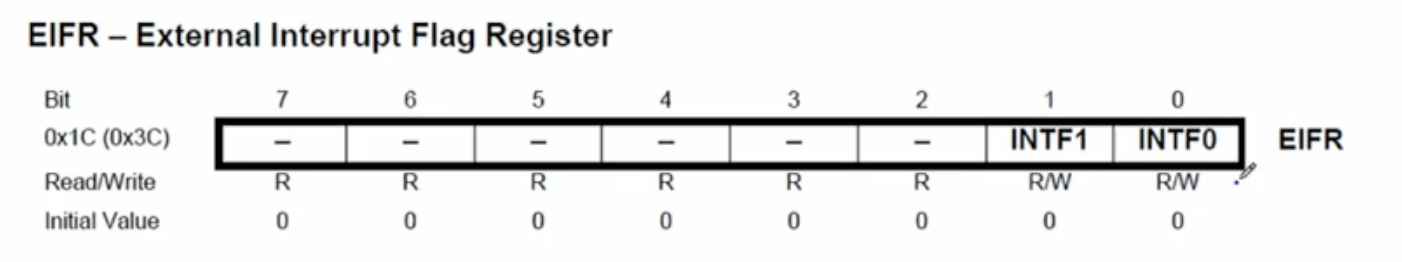 EIFR – External Interrupt Flag Register
Bit 7 6 5 4 3 2 1 0
0x1C (0x3C) – – – – – – INTF1 INTF0 EIFR
Read/Write R R R R R R R/W R/W
Initial Value 0 0 0 0 0 0 0 0